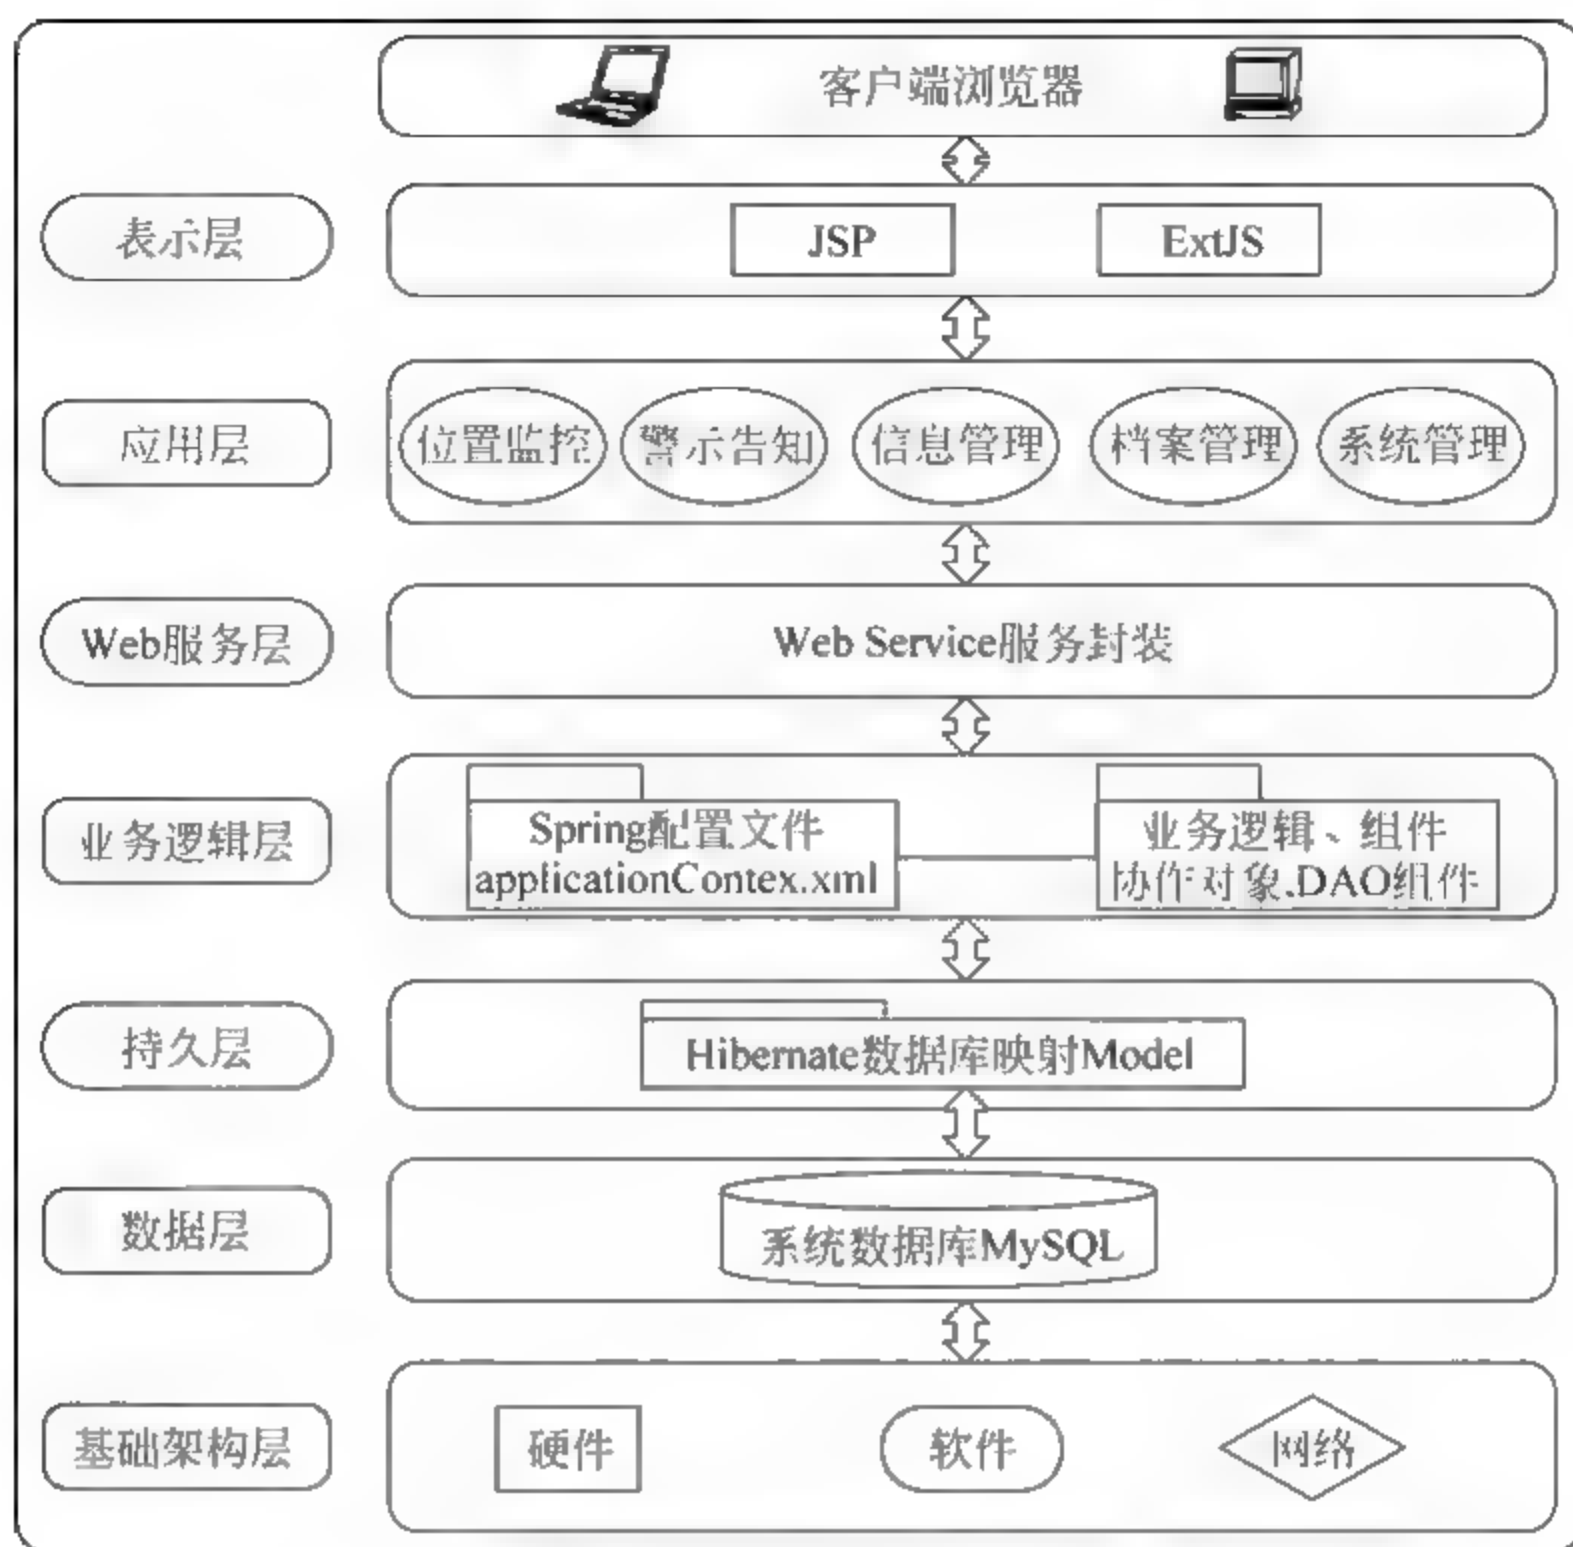 客户端浏览器
表示层
JSP
ExtJS
应用层
位置监控
警示告知
信息管理
档案管理
系统管理
Web服务层
Web Service服务封装
业务逻辑层
Spring配置文件
applicationContex.xml
业务逻辑、组件
协作对象.DAO组件
持久层
Hibernate数据库映射Model
数据层
系统数据库MySQL
基础架构层
硬件
软件
网络